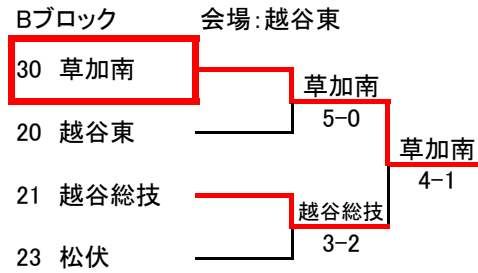 Bブロック 会場:越谷東
30 草加南
草加南
5-0
20 越谷東
草加南
4-1
21 越谷総技
越谷総技
3-2
23 松伏